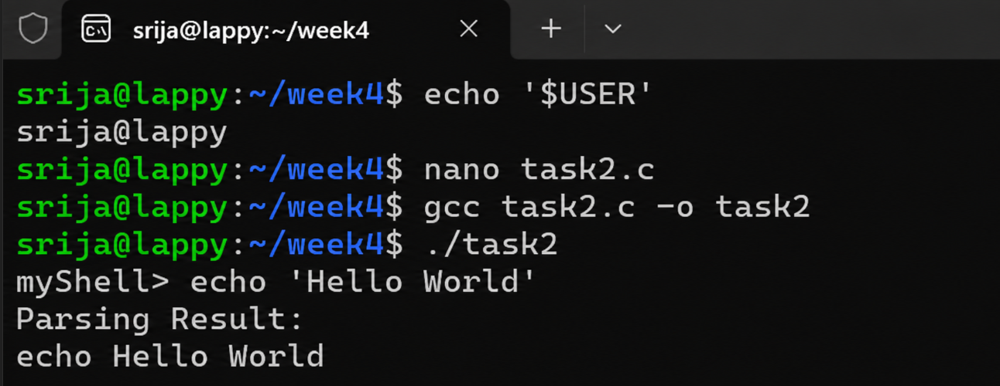 srija@lappy:~/week4
srija@lappy:~/week4$ echo '$USER'
srija@lappy
srija@lappy:~/week4$ nano task2.c
srija@lappy:~/week4$ gcc task2.c -o task2
srija@lappy:~/week4$ ./task2
myShell> echo 'Hello World'
Parsing Result:
echo Hello World